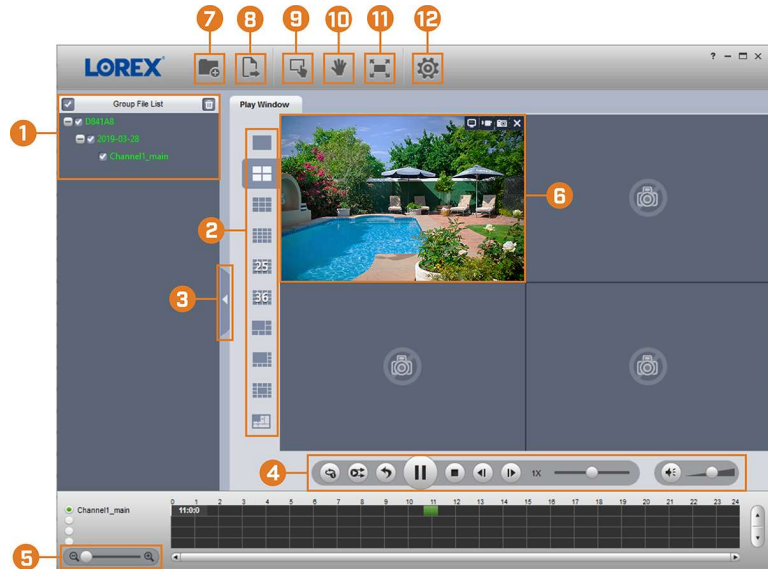 7 8 9 10 11 12
LOREX
? − □ ×
1
Group File List
D841A8
2019-03-28
Channel1_main
Play Window
2
25
36
3
6
4
1X
5
Channel1_main
0 1 2 3 4 5 6 7 8 9 10 11 12 13 14 15 16 17 18 19 20 21 22 23 24
11:0:0